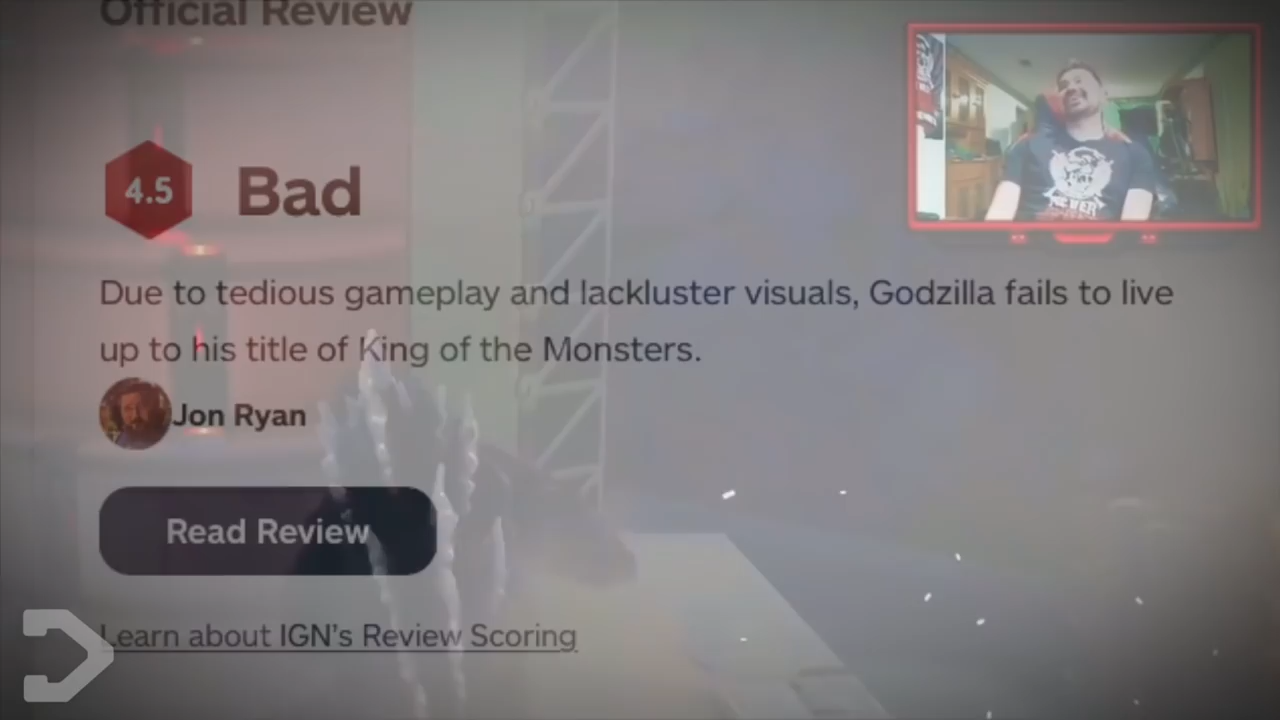 Official Review
4.5
Bad
Due to tedious gameplay and lackluster visuals, Godzilla fails to live
up to his title of King of the Monsters.
Jon Ryan
Read Review
Learn about IGN's Review Scoring